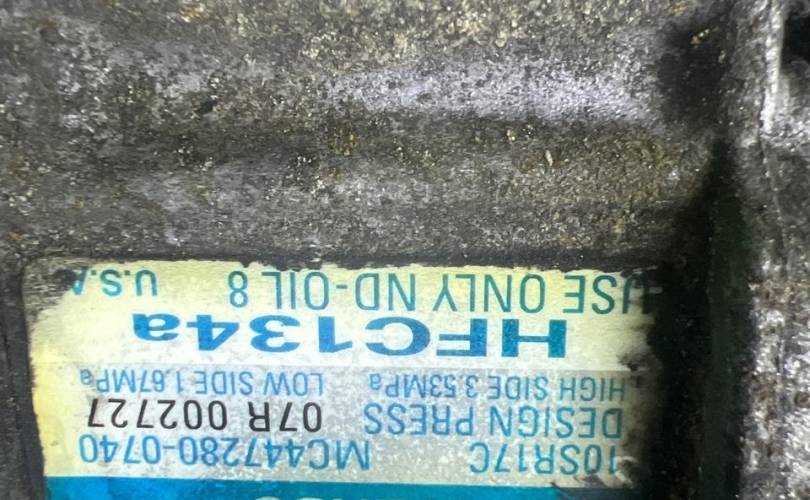 10SR17C MC447280-0740
DESIGN PRESS 07R 002727
HIGH SIDE 3.53MPa LOW SIDE 1.67MPa
HFC134a
USE ONLY ND-OIL 8 U.S.A